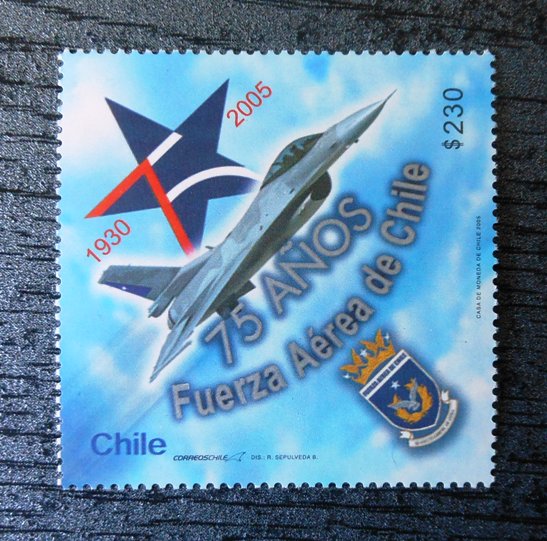 1930
2005
$230
75 AÑOS
Fuerza Aérea de Chile
CASA DE MONEDA DE CHILE 2005
Chile
CORREOSCHILE
DIS.: R. SEPULVEDA B.